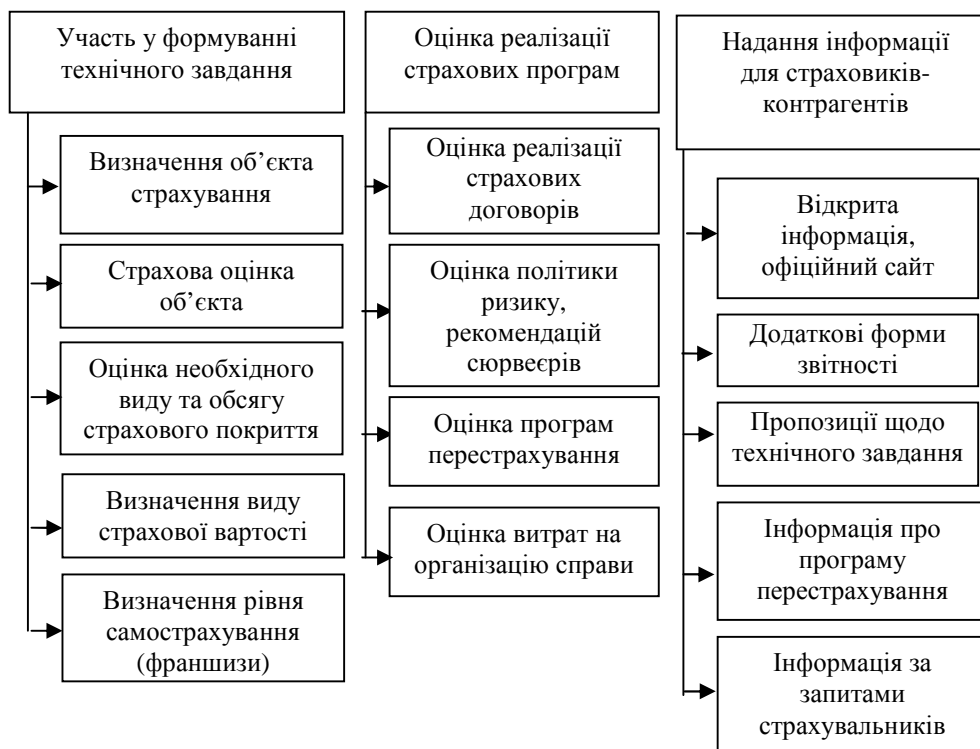 Участь у формуванні
технічного завдання
Визначення об’єкта
страхування
Страхова оцінка
об’єкта
Оцінка необхідного
виду та обсягу
страхового покриття
Визначення виду
страхової вартості
Визначення рівня
самострахування
(франшизи)
Оцінка реалізації
страхових програм
Оцінка реалізації
страхових
договорів
Оцінка політики
ризику,
рекомендацій
сюрвеєрів
Оцінка програм
перестрахування
Оцінка витрат на
організацію справи
Надання інформації
для страховиків-
контрагентів
Відкрита
інформація,
офіційний сайт
Додаткові форми
звітності
Пропозиції щодо
технічного завдання
Інформація про
програму
перестрахування
Інформація за
запитами
страхувальників